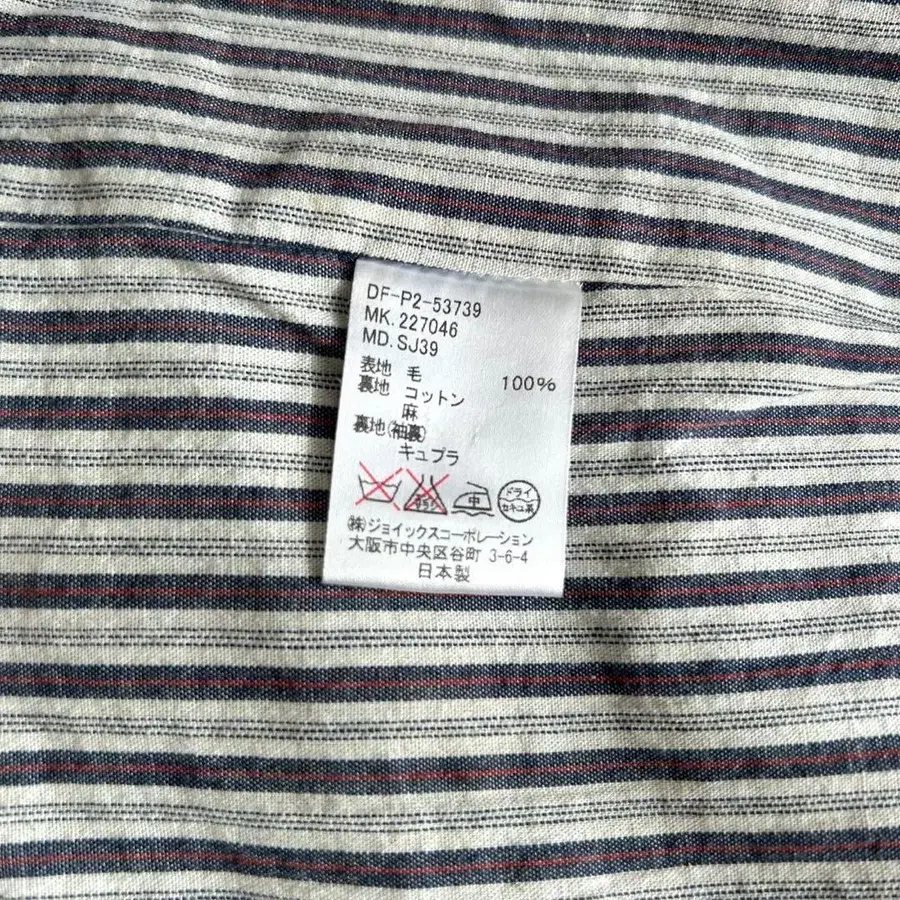 DF-P2-53739
MK.227046
MD.SJ39
表地 毛 100%
裏地 コットン
麻
裏地(袖裏)
キュプラ
中 ドライ
セキユ系
(株)ジョイックスコーポレーション
大阪市中央区谷町 3-6-4
日本製